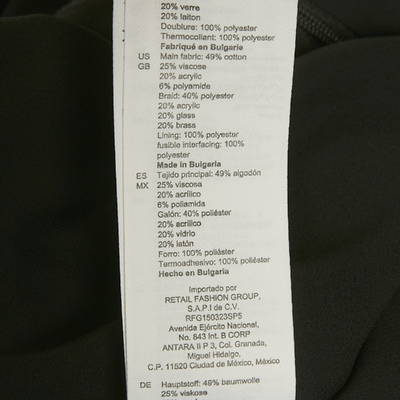 20% verre
20% laiton
Doublure: 100% polyester
Thermocollant: 100% polyester
Fabriqué en Bulgarie
US Main fabric: 49% cotton
GB 25% viscose
20% acrylic
6% polyamide
Braid: 40% polyester
20% acrylic
20% glass
20% brass
Lining: 100% polyester
fusible interfacing: 100%
polyester
Made in Bulgaria
ES Tejido principal: 49% algodón
MX 25% viscosa
20% acrílico
6% poliamida
Galón: 40% poliéster
20% acrílico
20% vidrio
20% latón
Forro: 100% poliéster
Termoadhesivo: 100% poliéster
Hecho en Bulgaria
Importado por
RETAIL FASHION GROUP,
S.A.P.I de C.V.
RFG150323SP5
Avenida Ejército Nacional,
No. 843 Int. B CORP
ANTARA II P 3, Col. Granada,
Miguel Hidalgo,
C.P. 11520 Ciudad de México, México
DE Hauptstoff: 49% baumwolle
25% viskose